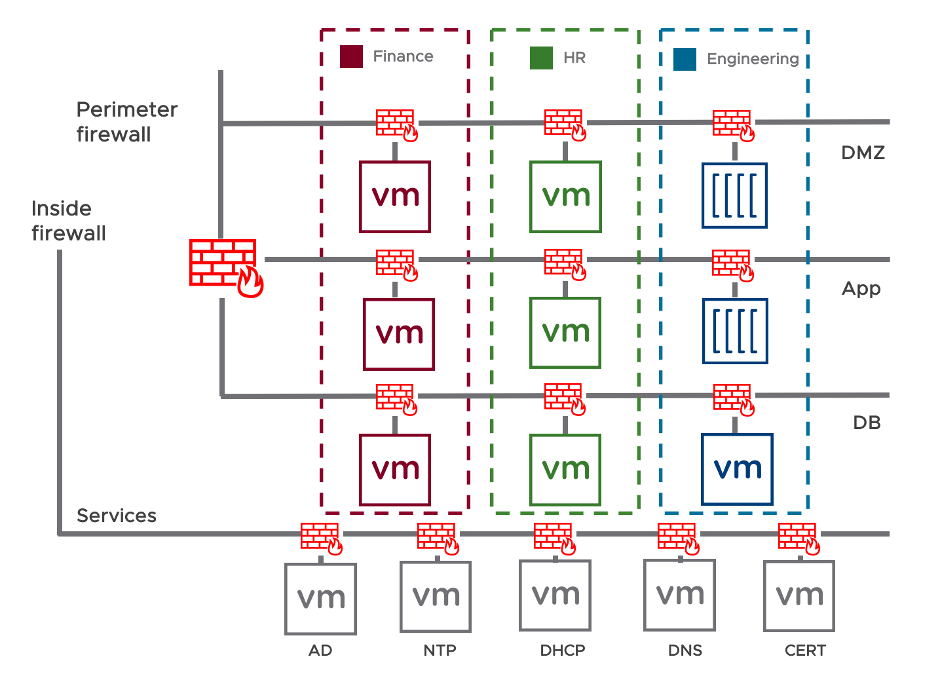 Finance
HR
Engineering
Perimeter
firewall
DMZ
vm
vm
Inside
firewall
App
vm
vm
DB
vm
vm
vm
Services
vm
vm
vm
vm
vm
AD
NTP
DHCP
DNS
CERT